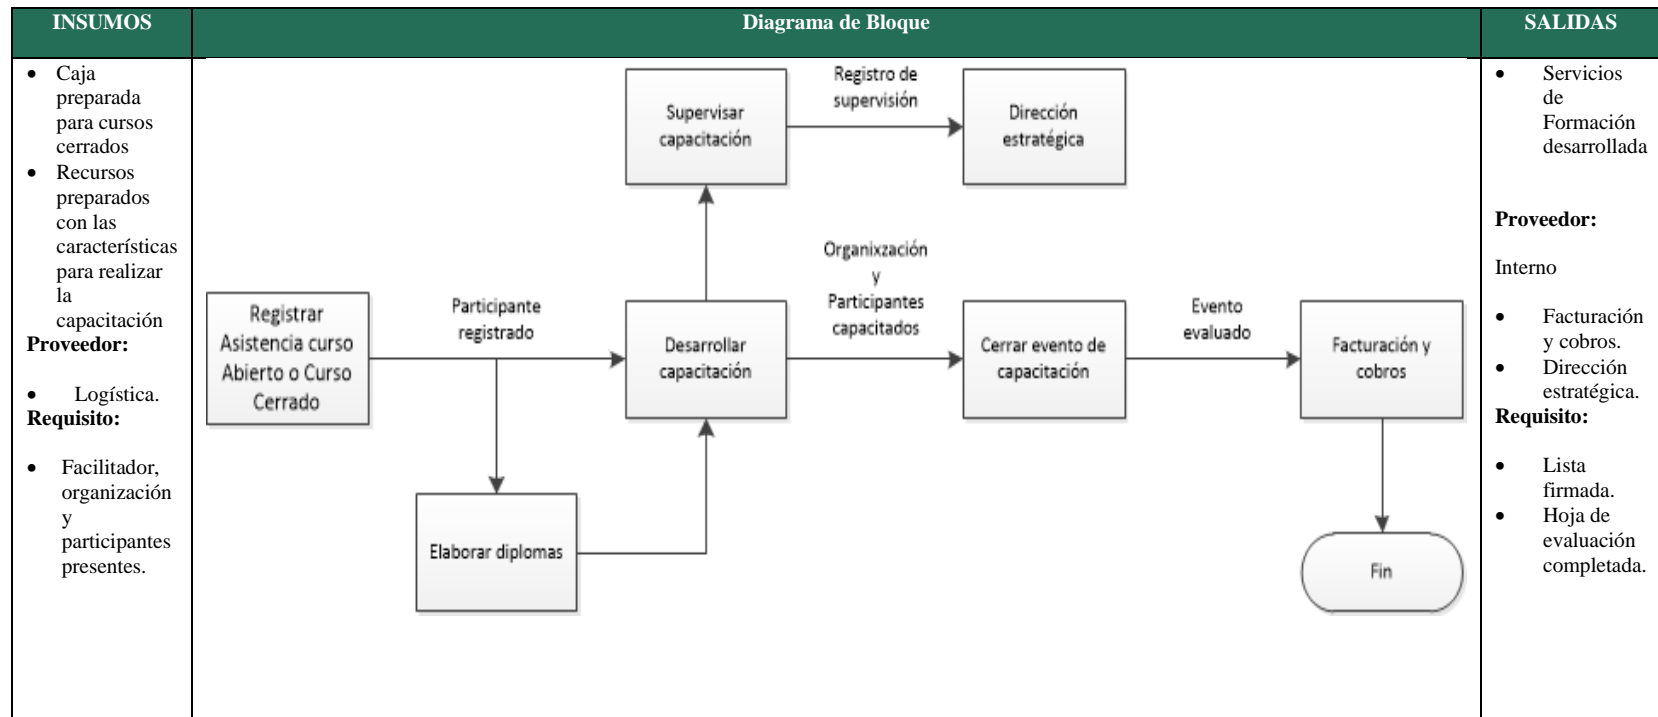 INSUMOS
Diagrama de Bloque
SALIDAS
• Caja
preparada
para cursos
cerrados
• Recursos
preparados
con las
características
para realizar
la
capacitación
Proveedor:
• Logística.
Requisito:
• Facilitador,
organización
y
participantes
presentes.
Supervisar
capacitación
Registro de
supervisión
Dirección
estratégica
Registrar
Asistencia curso
Abierto o Curso
Cerrado
Participante
registrado
Desarrollar
capacitación
Organixzación
y
Participantes
capacitados
Cerrar evento de
capacitación
Evento
evaluado
Facturación y
cobros
Elaborar diplomas
Fin
• Servicios
de
Formación
desarrollada
Proveedor:
Interno
• Facturación
y cobros.
• Dirección
estratégica.
Requisito:
• Lista
firmada.
• Hoja de
evaluación
completada.